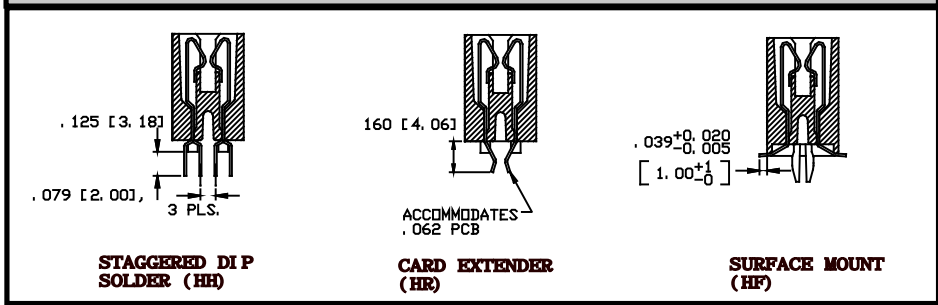 .125 [3.18]
.079 [2.00],
3 PLS.
STAGGERED DIP
SOLDER (HH)
160 [4.06]
ACCOMMODATES
.062 PCB
CARD EXTENDER
(HR)
.039+0.020
-0.005
[1.00+1
-0]
SURFACE MOUNT
(HF)